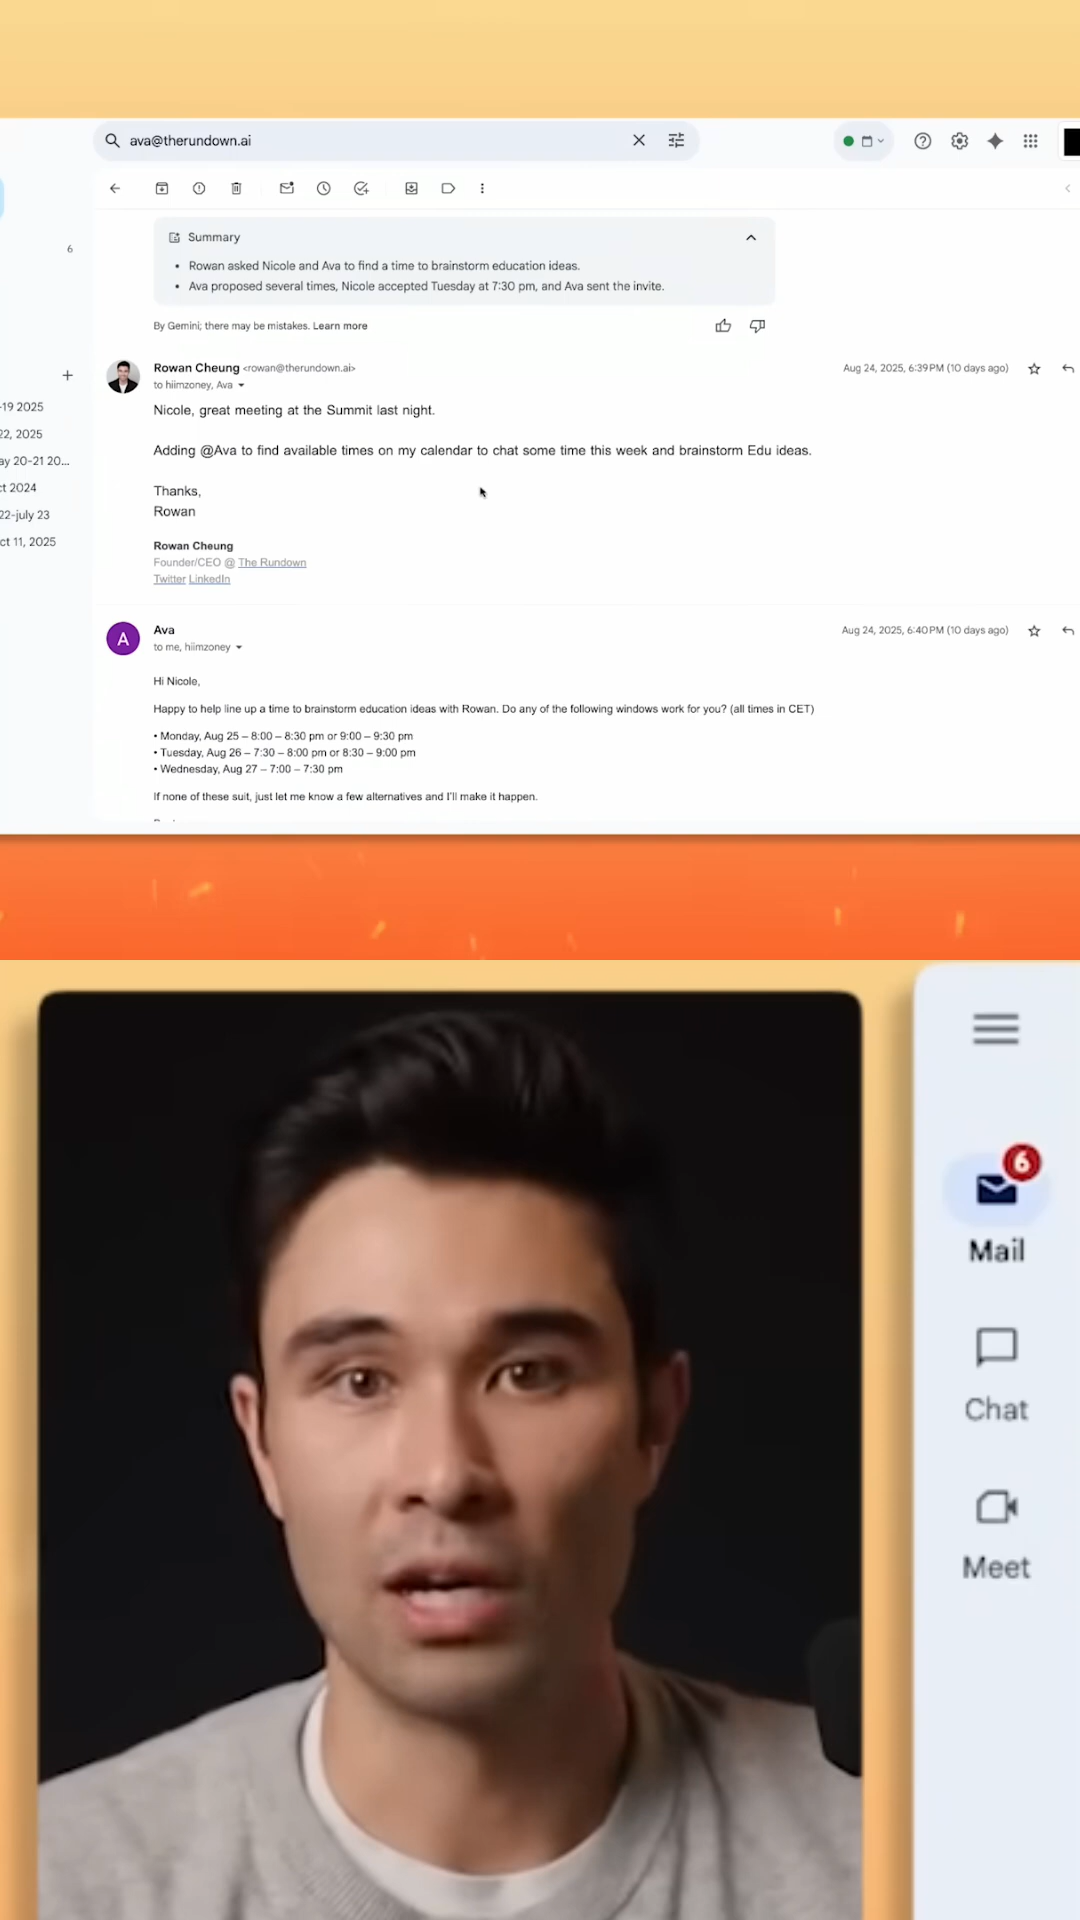 ava@therundown.ai
6
Summary
• Rowan asked Nicole and Ava to find a time to brainstorm education ideas.
• Ava proposed several times, Nicole accepted Tuesday at 7:30 pm, and Ava sent the invite.
By Gemini; there may be mistakes. Learn more
Rowan Cheung <rowan@therundown.ai>
Aug 24, 2025, 6:39 PM (10 days ago)
to hiimzoney, Ava
-19 2025
22, 2025
ay 20-21 20...
ct 2024
22-july 23
ct 11, 2025
Nicole, great meeting at the Summit last night.
Adding @Ava to find available times on my calendar to chat some time this week and brainstorm Edu ideas.
Thanks,
Rowan
Rowan Cheung
Founder/CEO @ The Rundown
Twitter LinkedIn
A
Ava
Aug 24, 2025, 6:40 PM (10 days ago)
to me, hiimzoney
Hi Nicole,
Happy to help line up a time to brainstorm education ideas with Rowan. Do any of the following windows work for you? (all times in CET)
• Monday, Aug 25 – 8:00 – 8:30 pm or 9:00 – 9:30 pm
• Tuesday, Aug 26 – 7:30 – 8:00 pm or 8:30 – 9:00 pm
• Wednesday, Aug 27 – 7:00 – 7:30 pm
If none of these suit, just let me know a few alternatives and I'll make it happen.
6
Mail
Chat
Meet